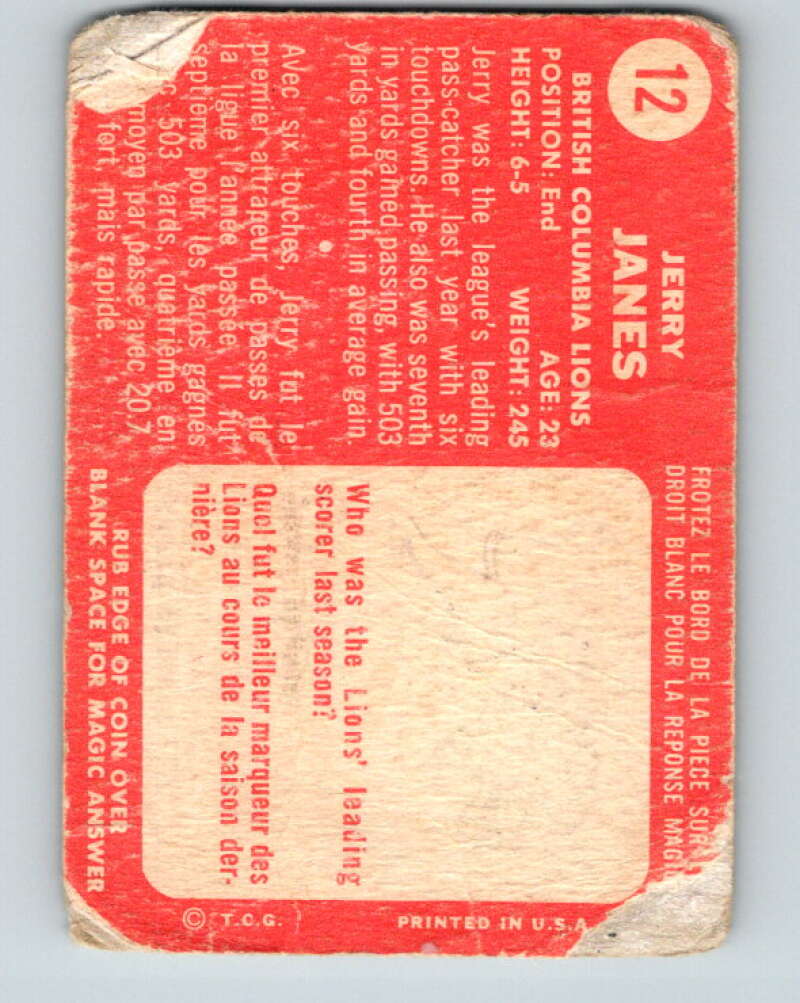 12
JERRY
JANES
BRITISH COLUMBIA LIONS
POSITION: End AGE: 23
HEIGHT: 6-5 WEIGHT: 245
Jerry was the league's leading
pass-catcher last year with six
touchdowns. He also was seventh
in yards gained passing, with 503
yards and fourth in average gain.
Avec six touches, Jerry fut le
premier attrapeur de passes de
la ligue l'année passée. Il fut
septième pour les yards gagnés
503 yards, quatrième en
moyen par passe avec 20.7
fort, mais rapide.
FROTEZ LE BORD DE LA PIECE SUR
DROIT BLANC POUR LA REPONSE MAGI
Who was the Lions' leading
scorer last season?
Quel fut le meilleur marqueur des
Lions au cours de la saison der-
nière?
RUB EDGE OF COIN OVER
BLANK SPACE FOR MAGIC ANSWER
© T.C.G. PRINTED IN U.S.A